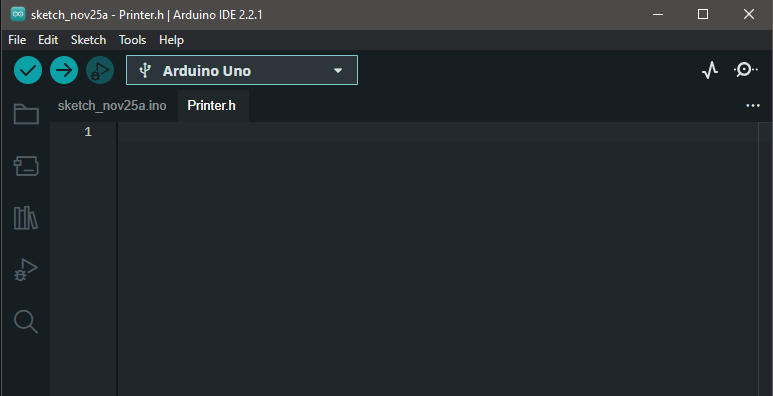 sketch_nov25a - Printer.h | Arduino IDE 2.2.1
File Edit Sketch Tools Help
Arduino Uno
sketch_nov25a.ino Printer.h
1